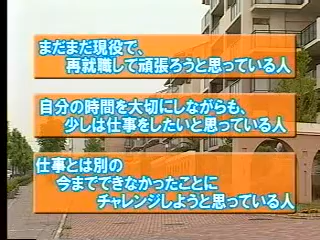 まだまだ現役で、
再就職して頑張ろうと思っている人
自分の時間を大切にしながらも、
少しは仕事をしたいと思っている人
仕事とは別の
今までできなかったことに
チャレンジしようと思っている人